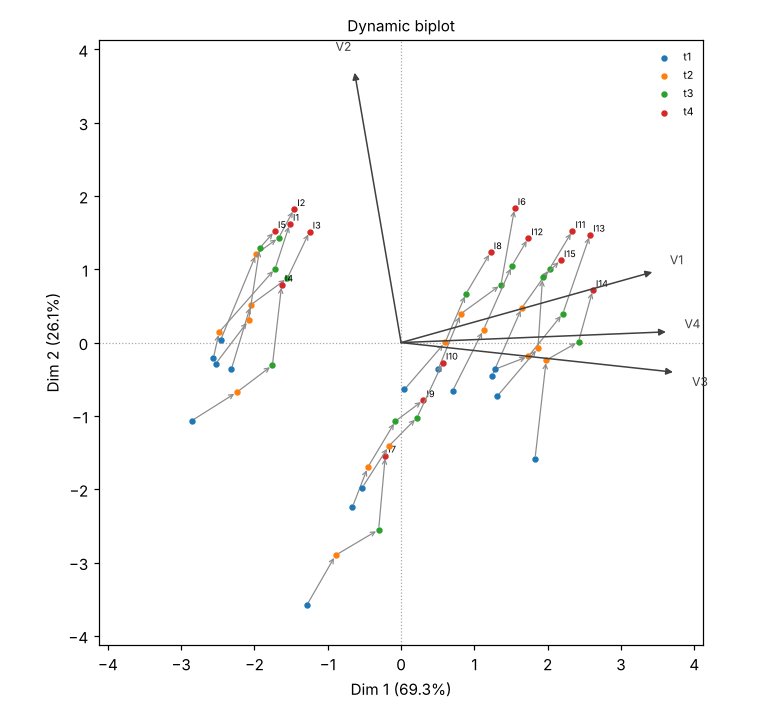 Dynamic biplot
V2
t1
t2
t3
t4
I2
I5
I1
I3
I4
I6
I8
I12
I11
I13
I15
I14
I10
I9
I7
V1
V4
V3
4
3
2
1
0
−1
−2
−3
−4
Dim 2 (26.1%)
−4
−3
−2
−1
0
1
2
3
4
Dim 1 (69.3%)